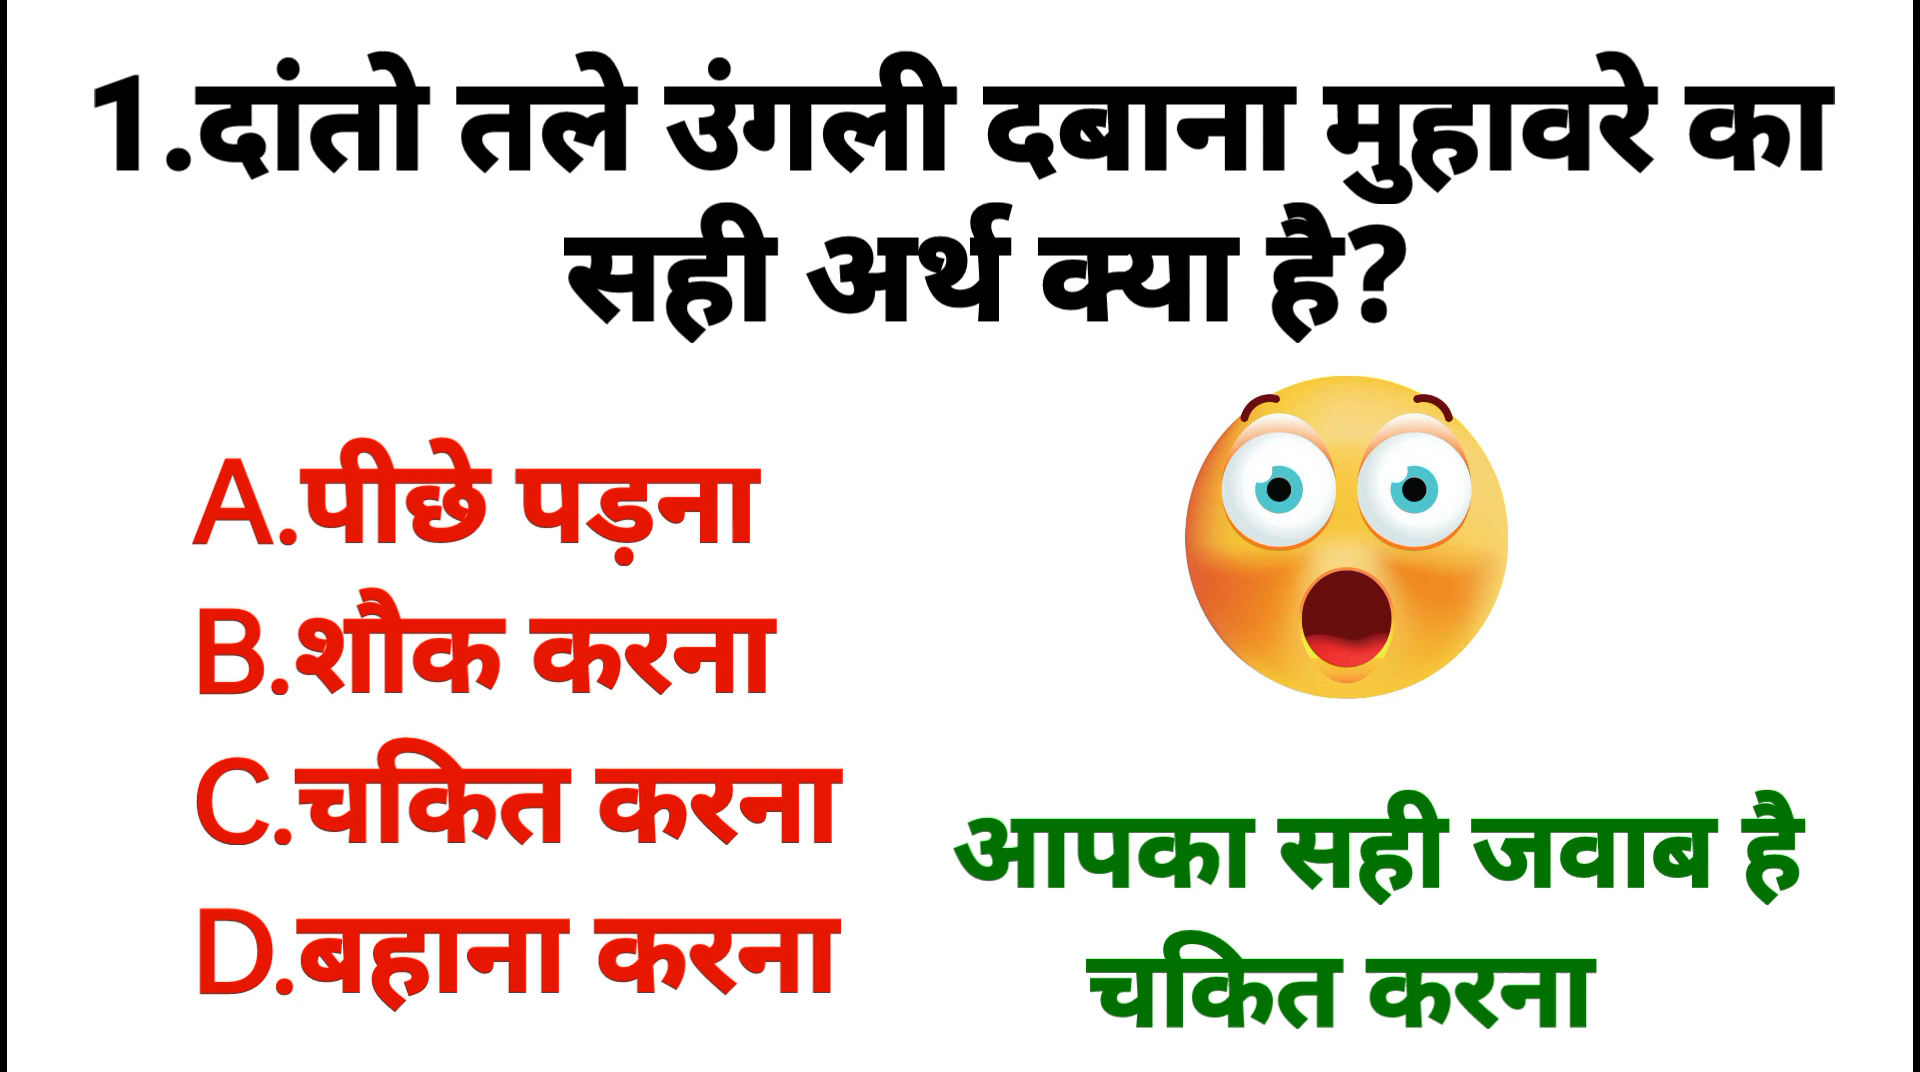 1.दांतो तले उंगली दबाना मुहावरे का
सही अर्थ क्या है?
A.पीछे पड़ना
B.शौक करना
C.चकित करना
D.बहाना करना
आपका सही जवाब है
चकित करना